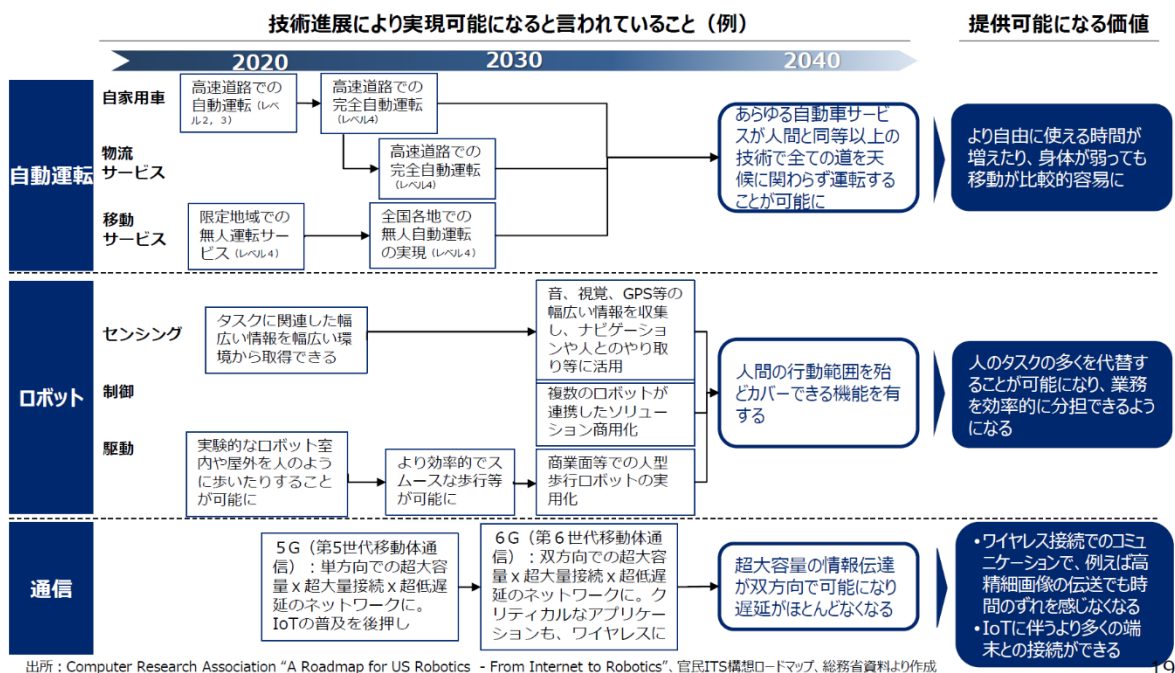 技術進展により実現可能になると言われていること（例）
提供可能になる価値
2020
2030
2040
自動運転
自家用車
高速道路での
自動運転（レベ
ル2，3）
高速道路での
完全自動運転
（レベル4）
物流
サービス
高速道路での
完全自動運転
（レベル4）
移動
サービス
限定地域での
無人運転サー
ビス（レベル4）
全国各地での
無人自動運転
の実現（レベル4）
あらゆる自動車サービ
スが人間と同等以上の
技術で全ての道を天
候に関わらず運転する
ことが可能に
より自由に使える時間が
増えたり、身体が弱っても
移動が比較的容易に
ロボット
センシング
タスクに関連した幅
広い情報を幅広い環
境から取得できる
音、視覚、GPS等の
幅広い情報を収集
し、ナビゲーション
や人とのやり取
り等に活用
制御
複数のロボットが
連携したソリュー
ション商用化
駆動
実験的なロボット室
内や屋外を人のよう
に歩いたりすること
が可能に
より効率的でス
ムースな歩行等
が可能に
商業面等での人型
歩行ロボットの実
用化
人間の行動範囲を殆
どカバーできる機能を有
する
人のタスクの多くを代替す
ることが可能になり、業務
を効率的に分担できるよう
になる
通信
5G（第5世代移動体通
信）：単方向での超大容
量x超大量接続x超低遅
延のネットワークに。
IoTの普及を後押し
6G（第6世代移動体通
信）：双方向での超大容
量x超大量接続x超低遅
延のネットワークに。ク
リティカルなアプリケー
ションも、ワイヤレスに
超大容量の情報伝達
が双方向で可能になり
遅延がほとんどなくなる
•ワイヤレス接続でのコミュ
ニケーションで、例えば高
精細画像の伝送でも時
間のずれを感じなくなる
•IoTに伴うより多くの端
末との接続ができる
出所：Computer Research Association “A Roadmap for US Robotics - From Internet to Robotics”、官民ITS構想ロードマップ、総務省資料より作成
19